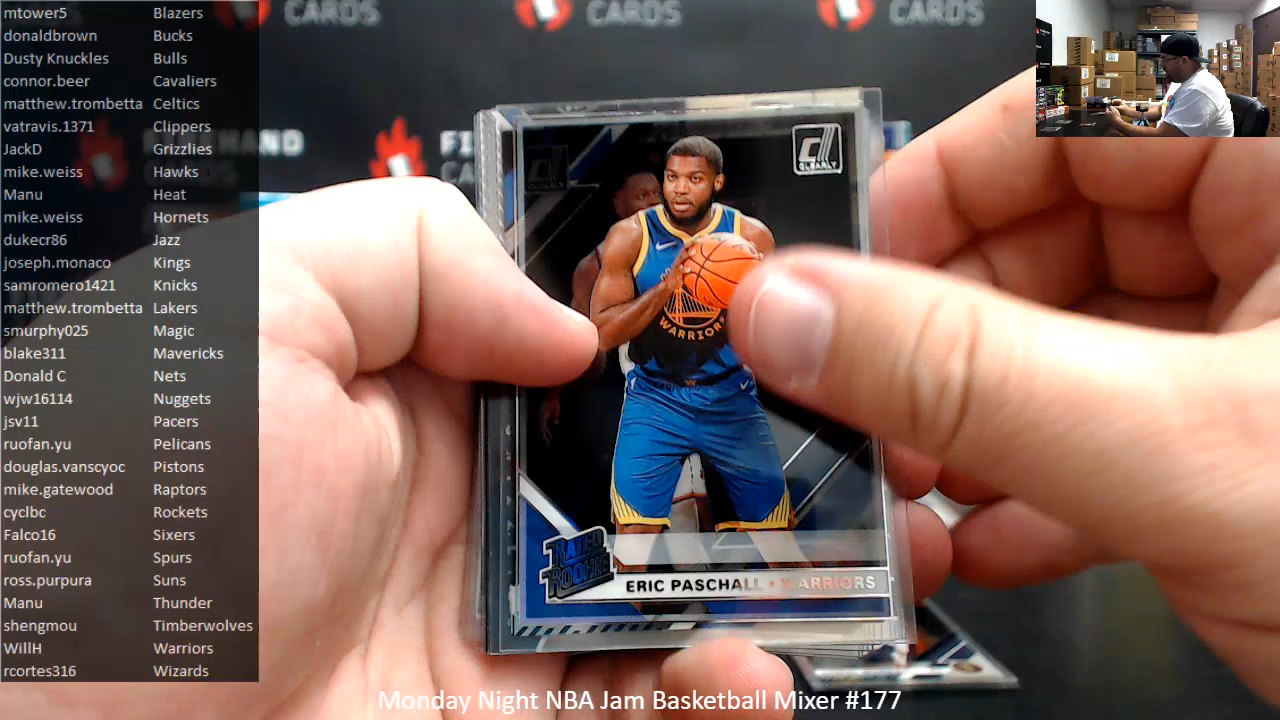 mtower5 Blazers
donaldbrown Bucks
Dusty Knuckles Bulls
connor.beer Cavaliers
matthew.trombetta Celtics
vatravis.1371 Clippers
JackD Grizzlies
mike.weiss Hawks
Manu Heat
mike.weiss Hornets
dukecr86 Jazz
joseph.monaco Kings
samromero1421 Knicks
matthew.trombetta Lakers
smurphy025 Magic
blake311 Mavericks
Donald C Nets
wjw16114 Nuggets
jsv11 Pacers
ruofan.yu Pelicans
douglas.vanscyoc Pistons
mike.gatewood Raptors
cyclbc Rockets
Falco16 Sixers
ruofan.yu Spurs
ross.purpura Suns
Manu Thunder
shengmou Timberwolves
WillH Warriors
rcortes316 Wizards
CARDS CARDS CARDS
CLEARLY
WARRIORS
RATED
ROOKIE
ERIC PASCHALL • WARRIORS
Monday Night NBA Jam Basketball Mixer #177